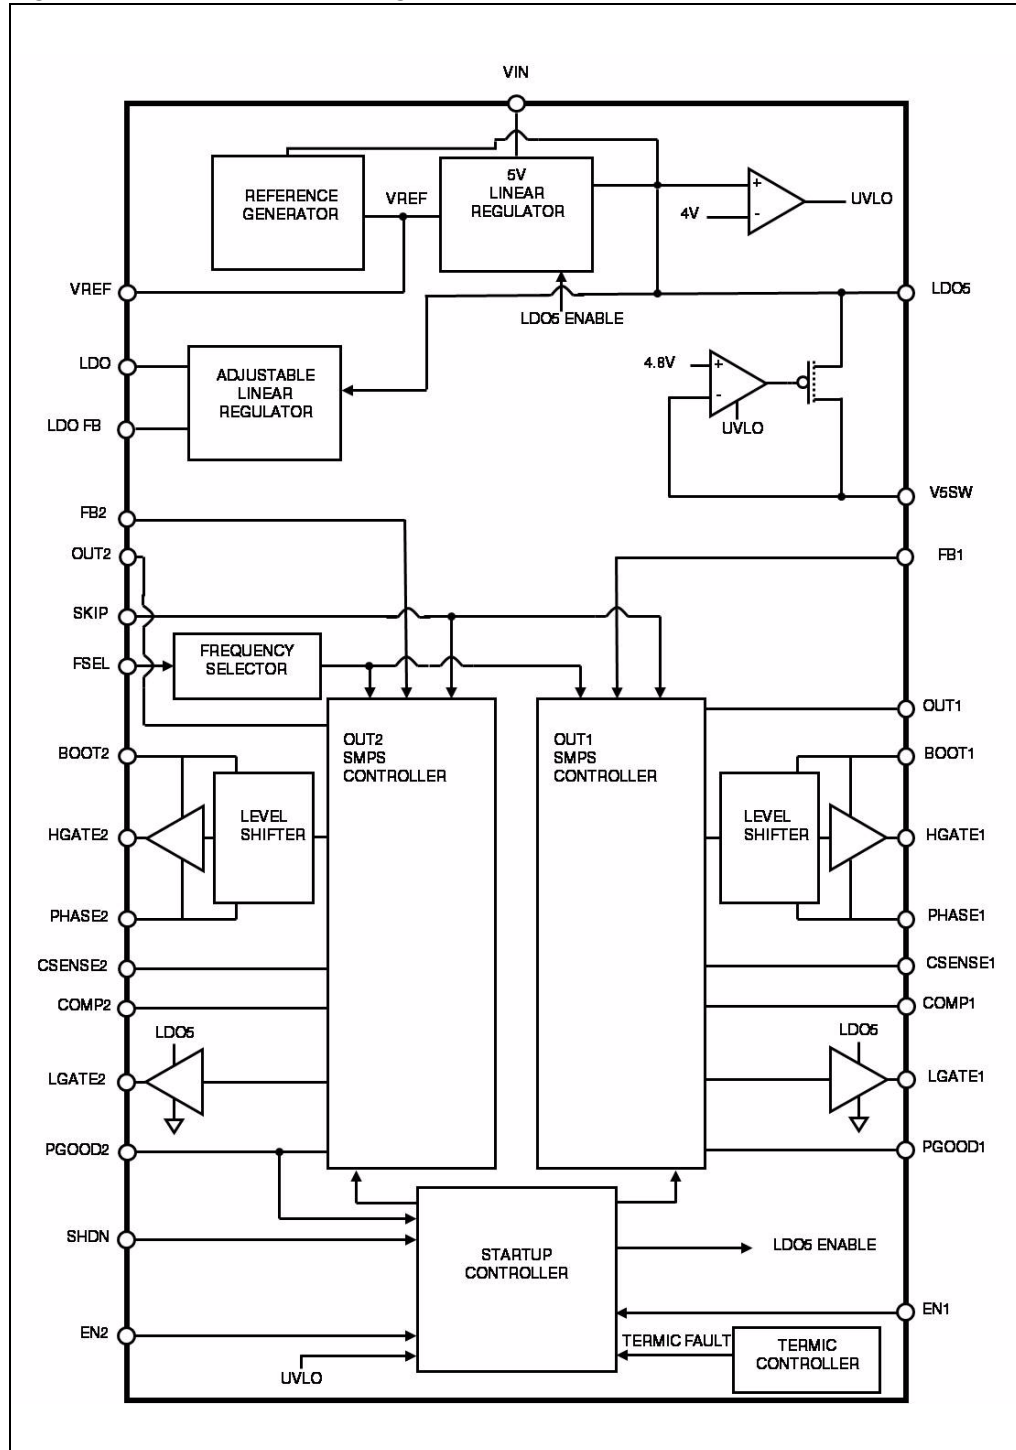 VIN
5V
LINEAR
REGULATOR
REFERENCE
GENERATOR
VREF
+
4V
-
UVLO
VREF
LDO5 ENABLE
LDO5
LDO
ADJUSTABLE
LINEAR
REGULATOR
LDO FB
4.8V
+
-
UVLO
V5SW
FB2
OUT2
FB1
SKIP
FREQUENCY
SELECTOR
FSEL
OUT1
OUT2
SMPS
CONTROLLER
OUT1
SMPS
CONTROLLER
BOOT2
BOOT1
LEVEL
SHIFTER
LEVEL
SHIFTER
HGATE2
HGATE1
PHASE2
PHASE1
CSENSE2
CSENSE1
COMP2
COMP1
LDO5
LDO5
LGATE2
LGATE1
PGOOD2
PGOOD1
SHDN
STARTUP
CONTROLLER
LDO5 ENABLE
EN1
EN2
TERMIC FAULT
TERMIC
CONTROLLER
UVLO